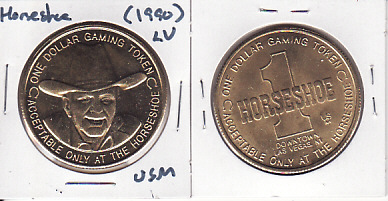 Horseshoe (1990)
LV
ONE DOLLAR GAMING TOKEN
ACCEPTABLE ONLY AT THE HORSESHOE
USM
ONE DOLLAR GAMING TOKEN
1
HORSESHOE
DOWNTOWN
LAS VEGAS, NV
ACCEPTABLE ONLY AT THE HORSESHOE